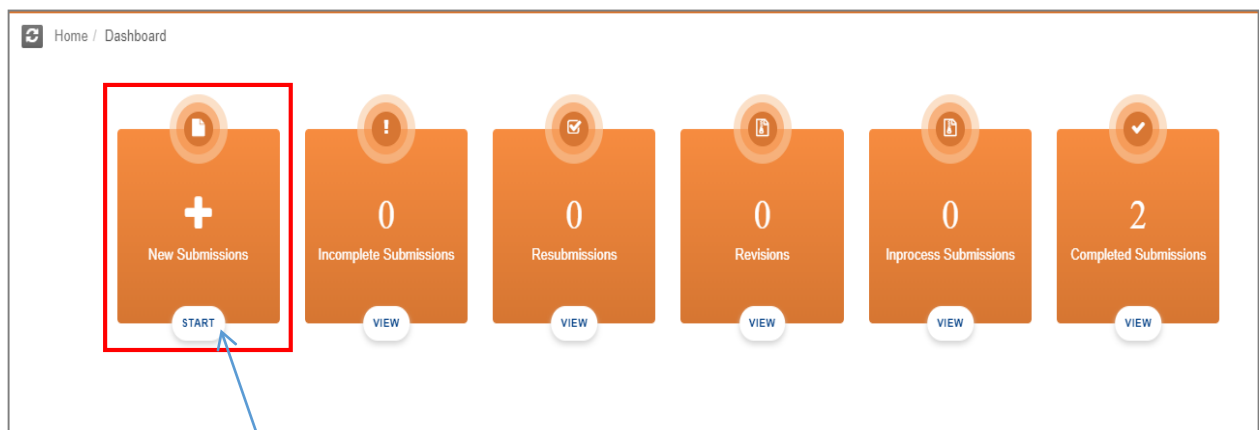 Home / Dashboard
New Submissions
START
0
Incomplete Submissions
VIEW
0
Resubmissions
VIEW
0
Revisions
VIEW
0
Inprocess Submissions
VIEW
2
Completed Submissions
VIEW